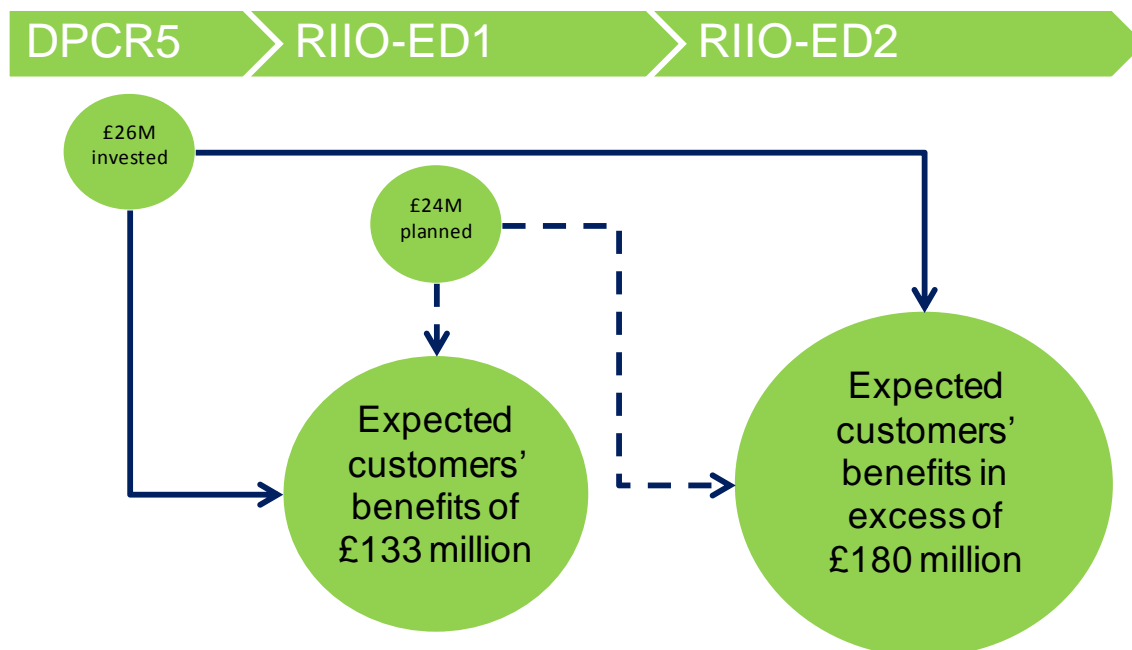 DPCR5
RIIO-ED1
RIIO-ED2
£26M
invested
£24M
planned
Expected
customers’
benefits of
£133 million
Expected
customers’
benefits in
excess of
£180 million